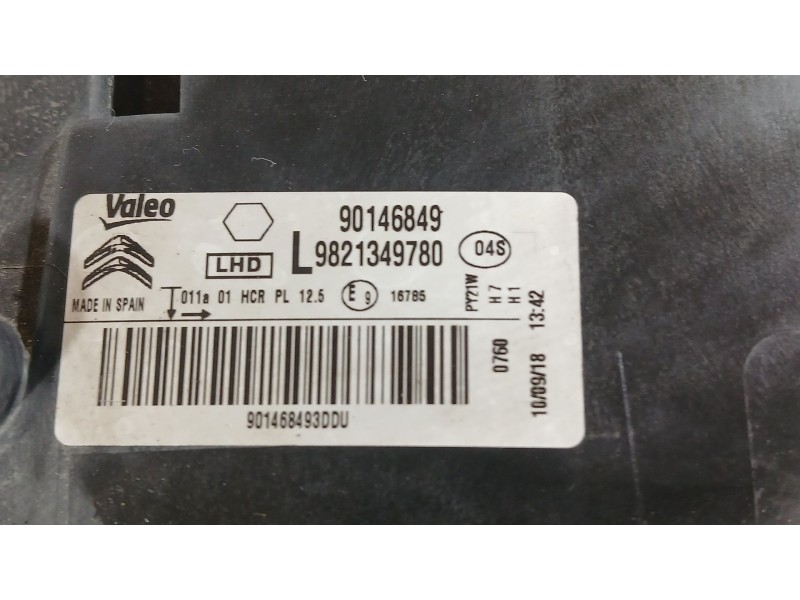 Valeo
90146849
LHD
L9821349780
04S
MADE IN SPAIN
011a 01 HCR PL 12.5
E9
16785
PY21W
H7
H1
0760
10/09/18 13:42
901468493DDU